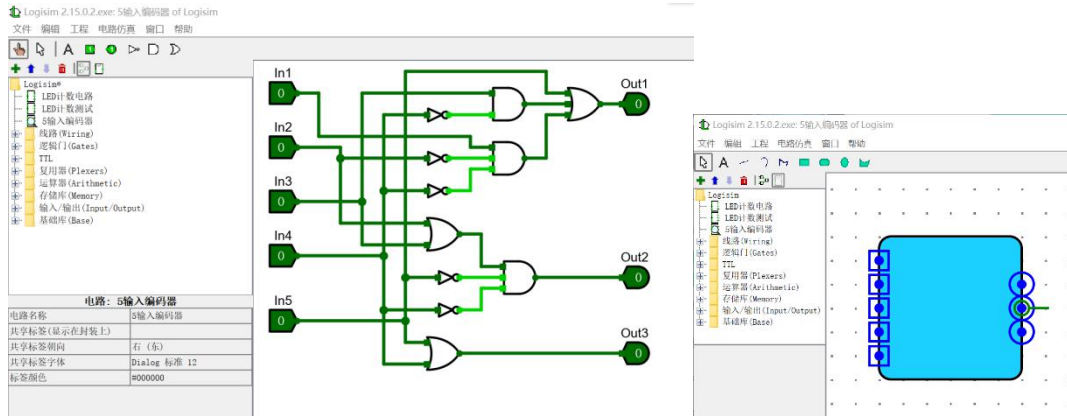 Logisim 2.15.0.2.exe: 5输入编码器 of Logisim
文件 编辑 工程 电路仿真 窗口 帮助
A
Logisim*
LED计数电路
LED计数测试
5输入编码器
线路(Wiring)
逻辑门(Gates)
TTL
复用器(Plexers)
运算器(Arithmetic)
存储库(Memory)
输入/输出(Input/Output)
基础库(Base)
电路: 5输入编码器
电路名称 5输入编码器
共享标签(显示在封装上)
共享标签朝向 右 (东)
共享标签字体 Dialog 标准 12
标签颜色 #000000
In1
0
In2
0
In3
0
In4
0
In5
0
Out1
0
Out2
0
Out3
0
Logisim 2.15.0.2.exe: 5输入编码器 of Logisim
文件 编辑 工程 电路仿真 窗口 帮助
A
Logisim
LED计数电路
LED计数测试
5输入编码器
线路(Wiring)
逻辑门(Gates)
TTL
复用器(Plexers)
运算器(Arithmetic)
存储库(Memory)
输入/输出(Input/Output)
基础库(Base)